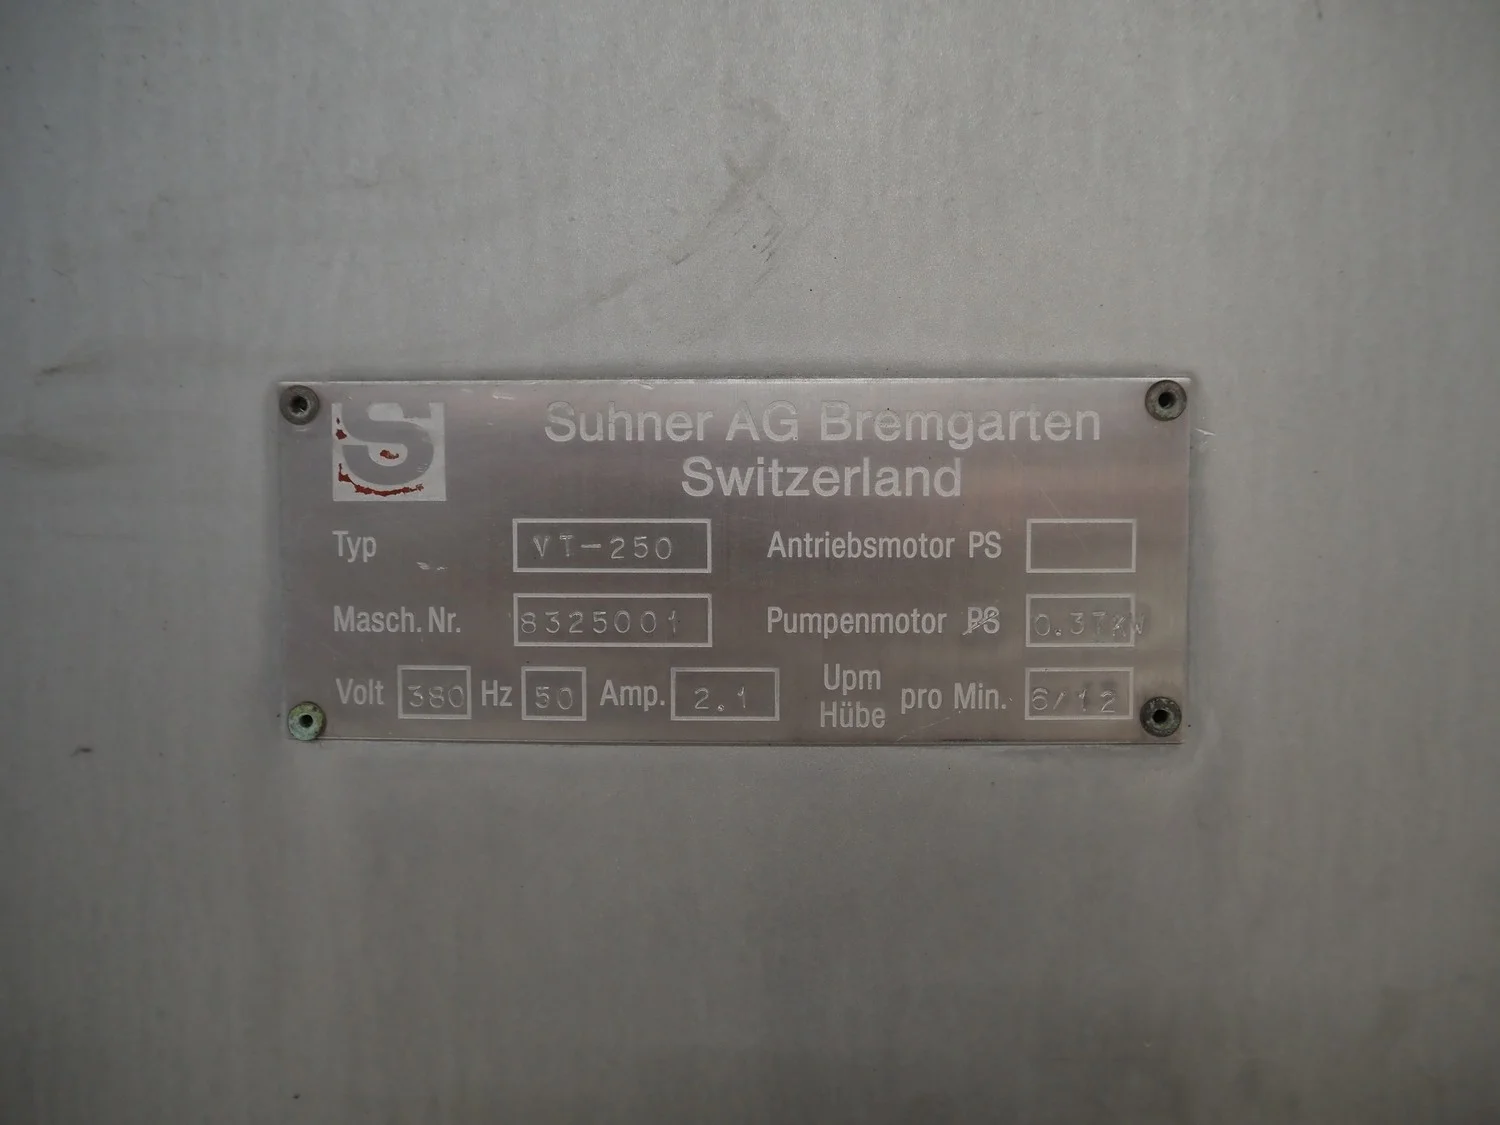 S
Suhner AG Bremgarten
Switzerland
Typ VT-250 Antriebsmotor PS
Masch. Nr. 8325001 Pumpenmotor PS 0.37KW
Volt 380 Hz 50 Amp. 2.1 Upm Hübe pro Min. 6/12